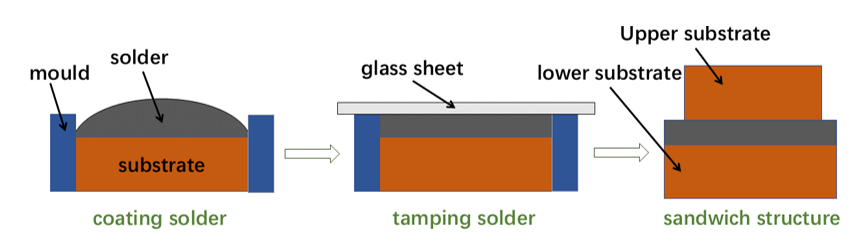 mould
solder
substrate
coating solder
glass sheet
tamping solder
Upper substrate
lower substrate
sandwich structure